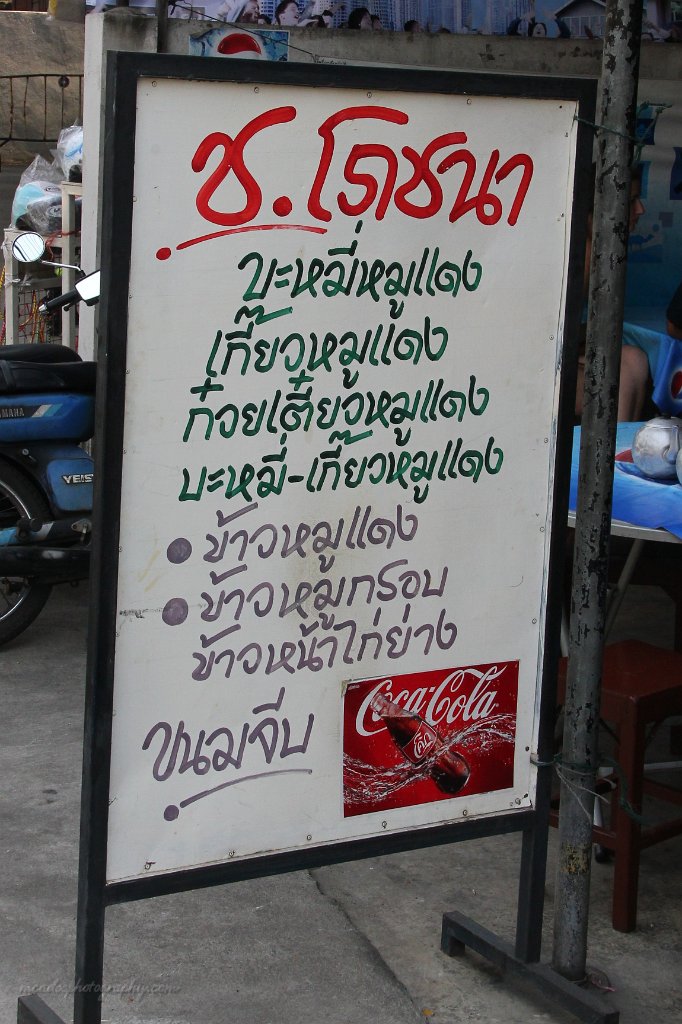 ช.โภชนา
บะหมี่หมูแดง
เกี๊ยวหมูแดง
ก๋วยเตี๋ยวหมูแดง
บะหมี่-เกี๊ยวหมูแดง
• ข้าวหมูแดง
• ข้าวหมูกรอบ
ข้าวหน้าไก่ย่าง
ขนมจีบ
Coca-Cola
YAMAHA
mendosphotography.com